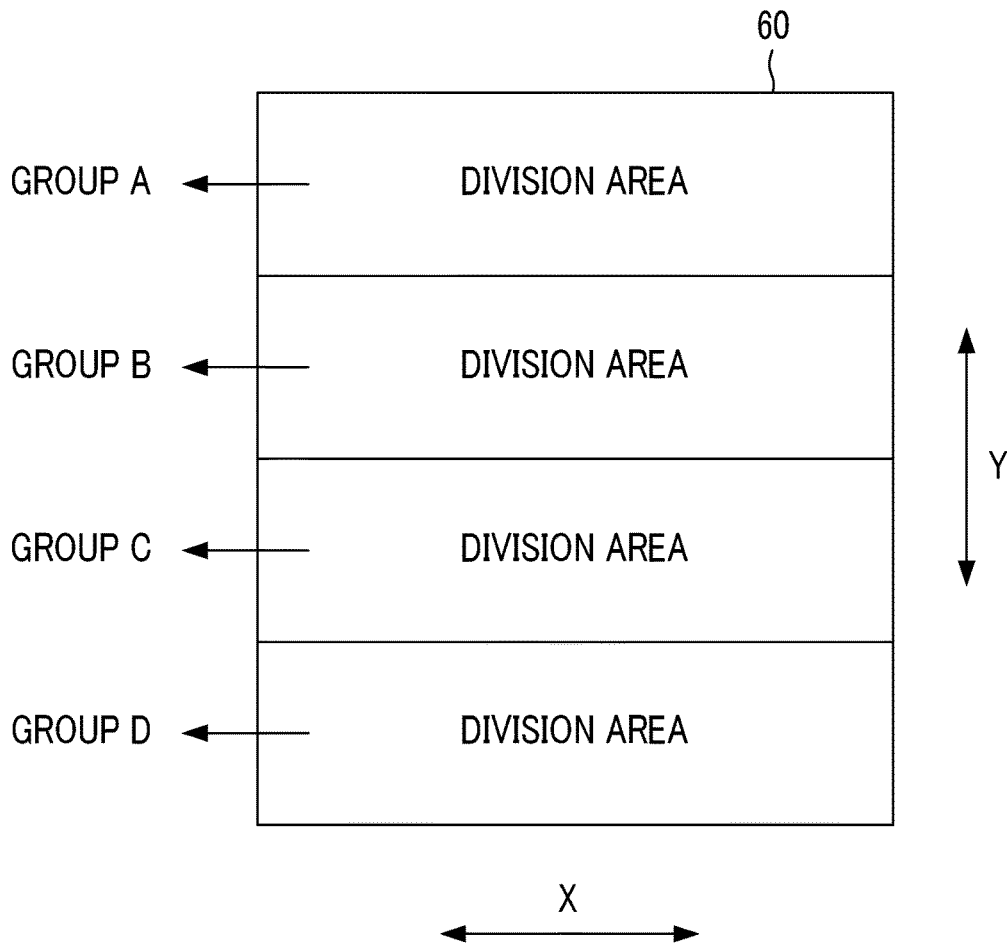 60
GROUP A DIVISION AREA
GROUP B DIVISION AREA
GROUP C DIVISION AREA
Y
GROUP D DIVISION AREA
X